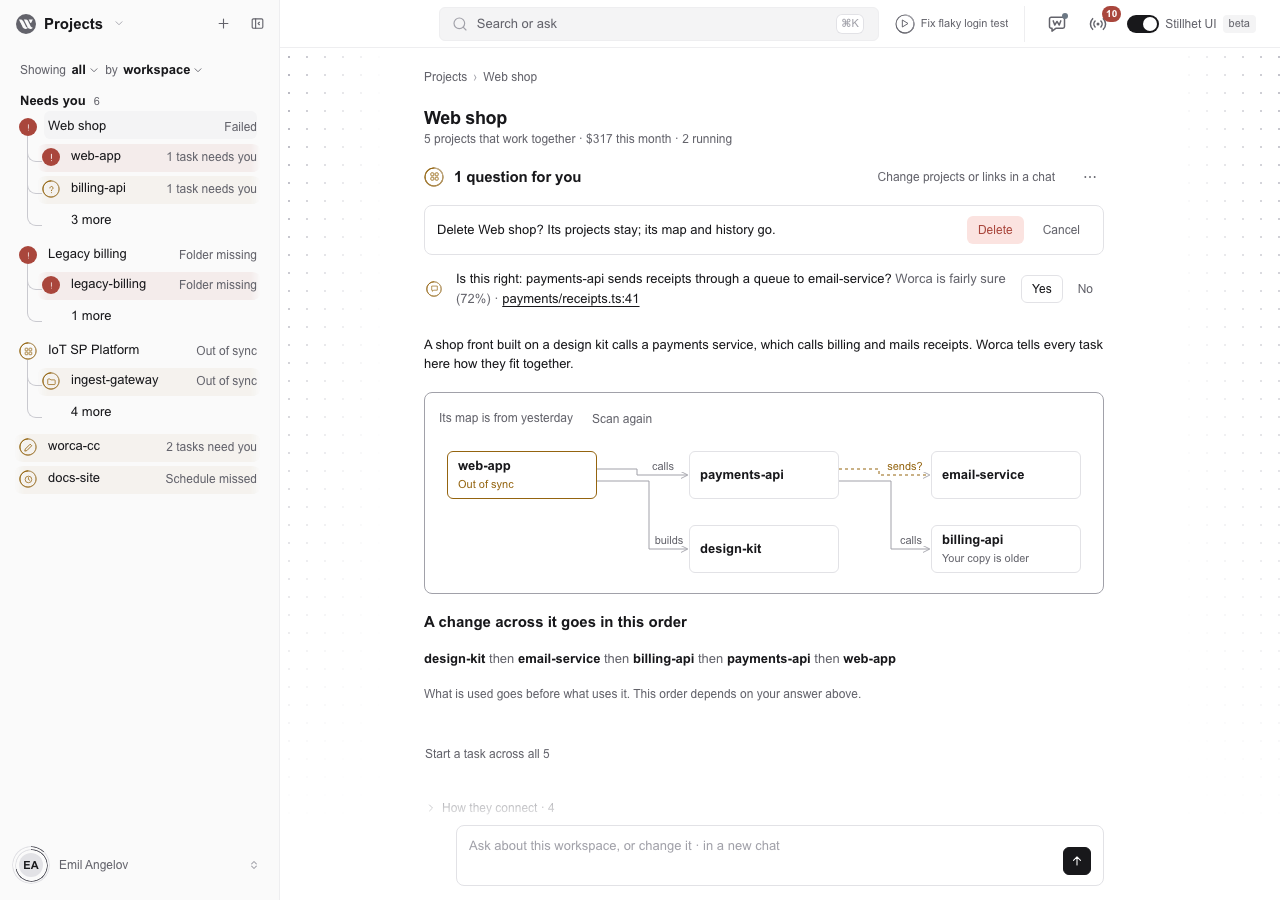 Projects
Search or ask
⌘K
Fix flaky login test
10
Stillhet UI
beta
Showing all by workspace
Needs you 6
Web shop Failed
web-app 1 task needs you
billing-api 1 task needs you
3 more
Legacy billing Folder missing
legacy-billing Folder missing
1 more
IoT SP Platform Out of sync
ingest-gateway Out of sync
4 more
worca-cc 2 tasks need you
docs-site Schedule missed
EA
Emil Angelov
Projects › Web shop
Web shop
5 projects that work together · $317 this month · 2 running
1 question for you
Change projects or links in a chat
Delete Web shop? Its projects stay; its map and history go.
Delete
Cancel
Is this right: payments-api sends receipts through a queue to email-service? Worca is fairly sure
(72%) · payments/receipts.ts:41
Yes
No
A shop front built on a design kit calls a payments service, which calls billing and mails receipts. Worca tells every task
here how they fit together.
Its map is from yesterday
Scan again
web-app
Out of sync
calls
payments-api
sends?
email-service
builds
design-kit
calls
billing-api
Your copy is older
A change across it goes in this order
design-kit then email-service then billing-api then payments-api then web-app
What is used goes before what uses it. This order depends on your answer above.
Start a task across all 5
How they connect · 4
Ask about this workspace, or change it · in a new chat